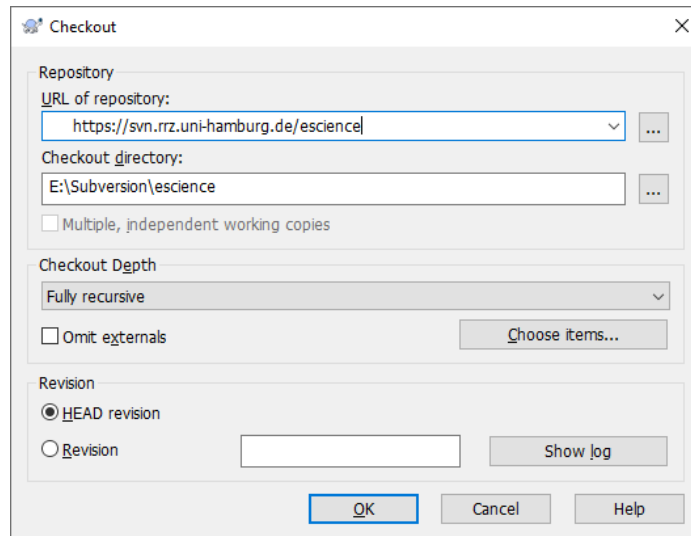 Checkout
Repository
URL of repository:
https://svn.rrz.uni-hamburg.de/escience
...
Checkout directory:
E:\Subversion\escience
...
Multiple, independent working copies
Checkout Depth
Fully recursive
Omit externals
Choose items...
Revision
HEAD revision
Revision
Show log
OK Cancel Help